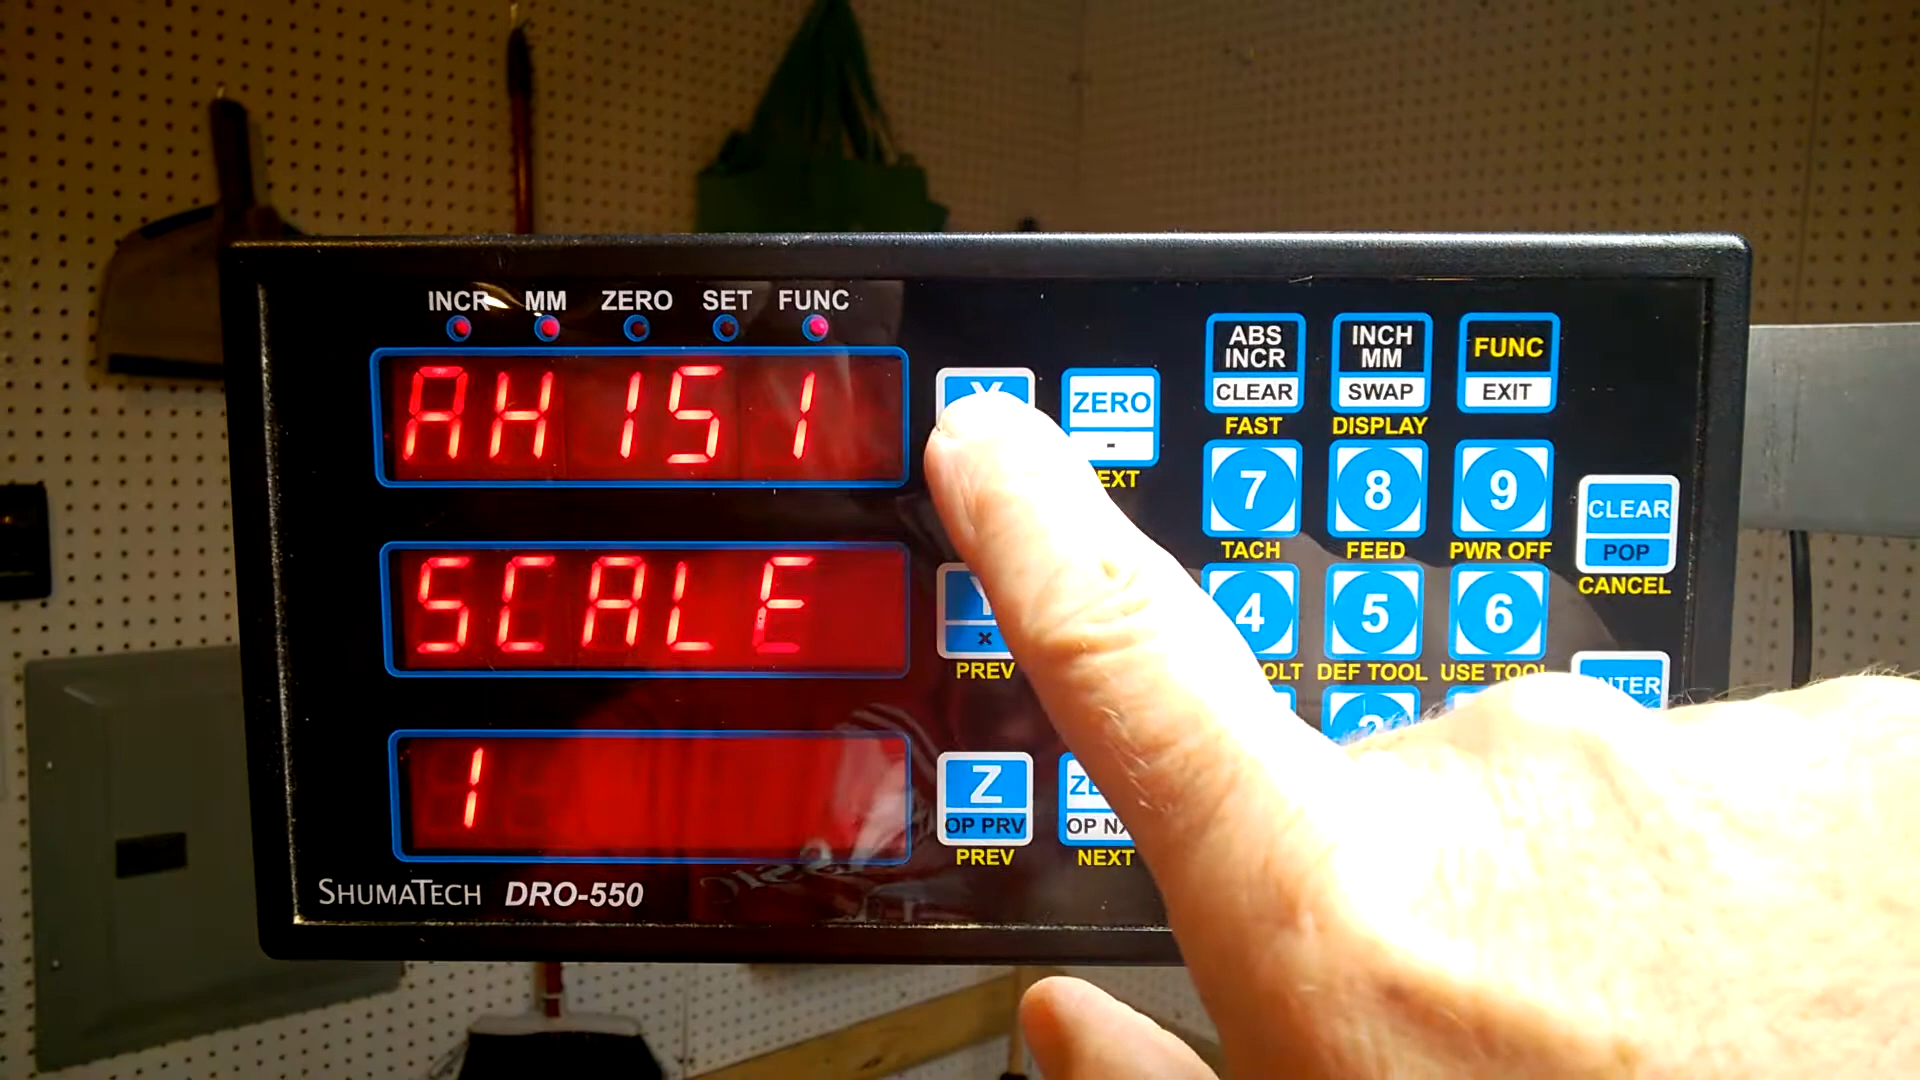 INCR MM ZERO SET FUNC
AXIS 1
SCALE
1
SHUMATECH DRO-550
ZERO
-
X
PREV
Z
OP PRV
PREV
NEXT
ABS INCR
CLEAR
FAST
INCH MM
SWAP
DISPLAY
FUNC
EXIT
7
TACH
8
FEED
9
PWR OFF
CLEAR
POP
CANCEL
4
5
DEF TOOL
6